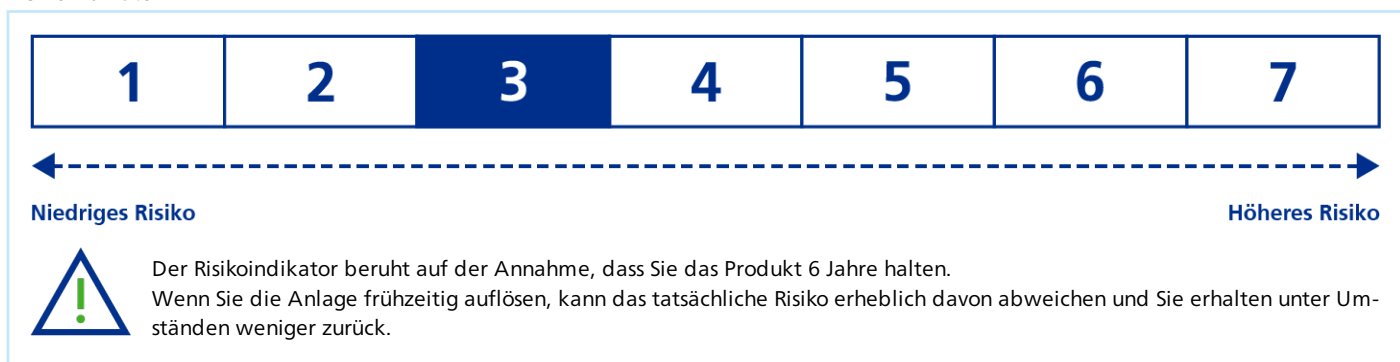 1 2 3 4 5 6 7
Niedriges Risiko Höheres Risiko
Der Risikoindikator beruht auf der Annahme, dass Sie das Produkt 6 Jahre halten.
Wenn Sie die Anlage frühzeitig auflösen, kann das tatsächliche Risiko erheblich davon abweichen und Sie erhalten unter Um-
ständen weniger zurück.